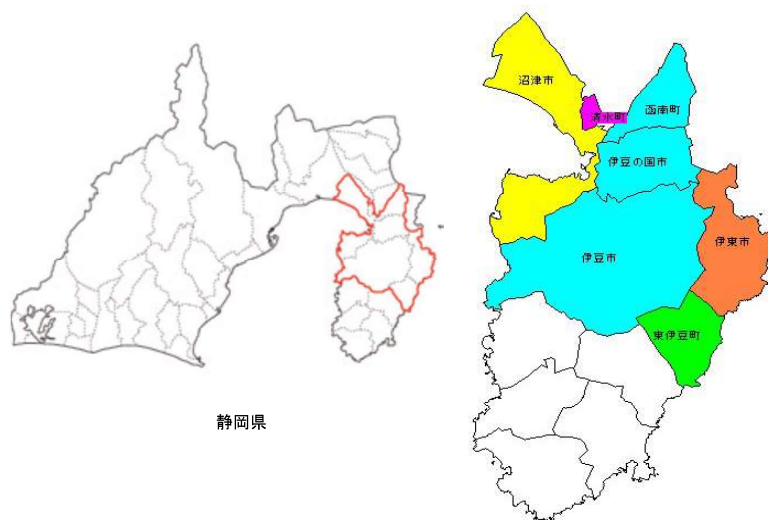 静岡県
沼津市
清水町
函南町
伊豆の国市
伊豆市
伊東市
東伊豆町